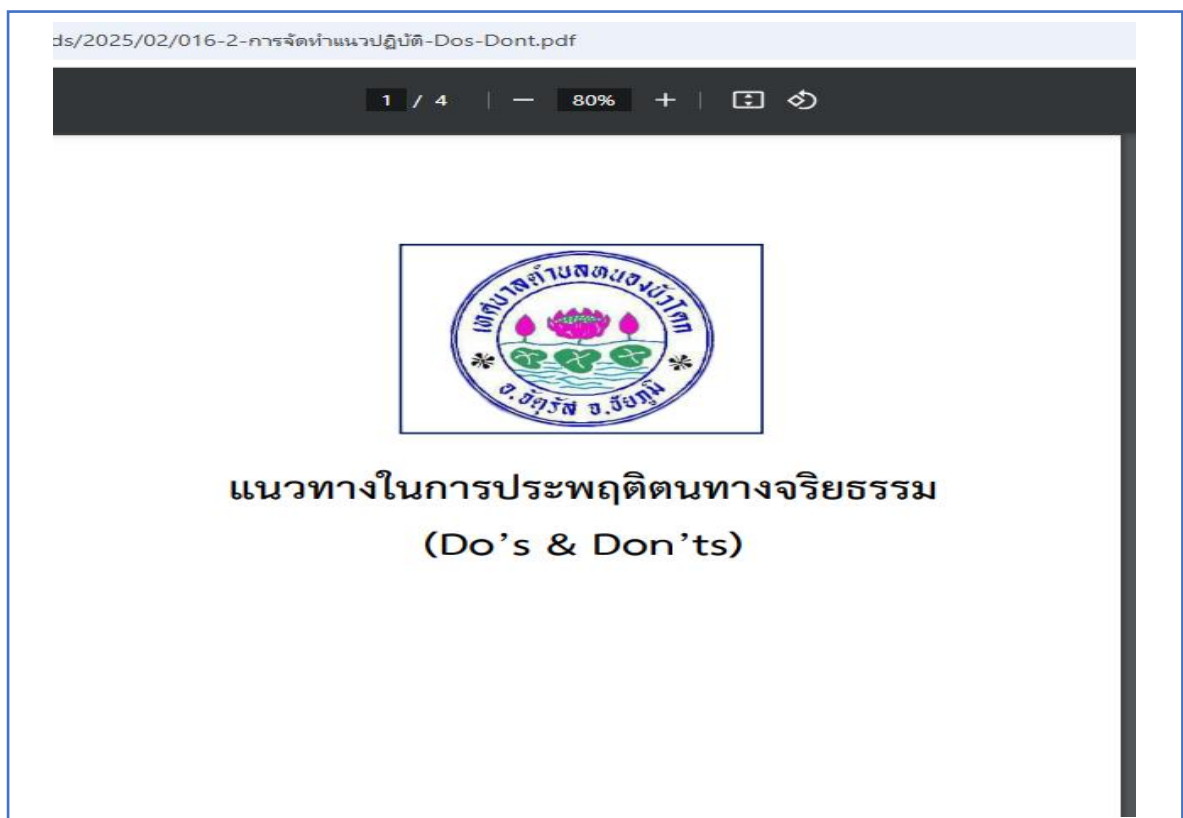 ds/2025/02/016-2-การจัดทำแนวปฏิบัติ-Dos-Dont.pdf
1 / 4 | — 80% + |
เทศบาลตำบลหนองบัวโคก
อ.จัตุรัส จ.ชัยภูมิ
แนวทางในการประพฤติตนทางจริยธรรม
(Do's & Don'ts)